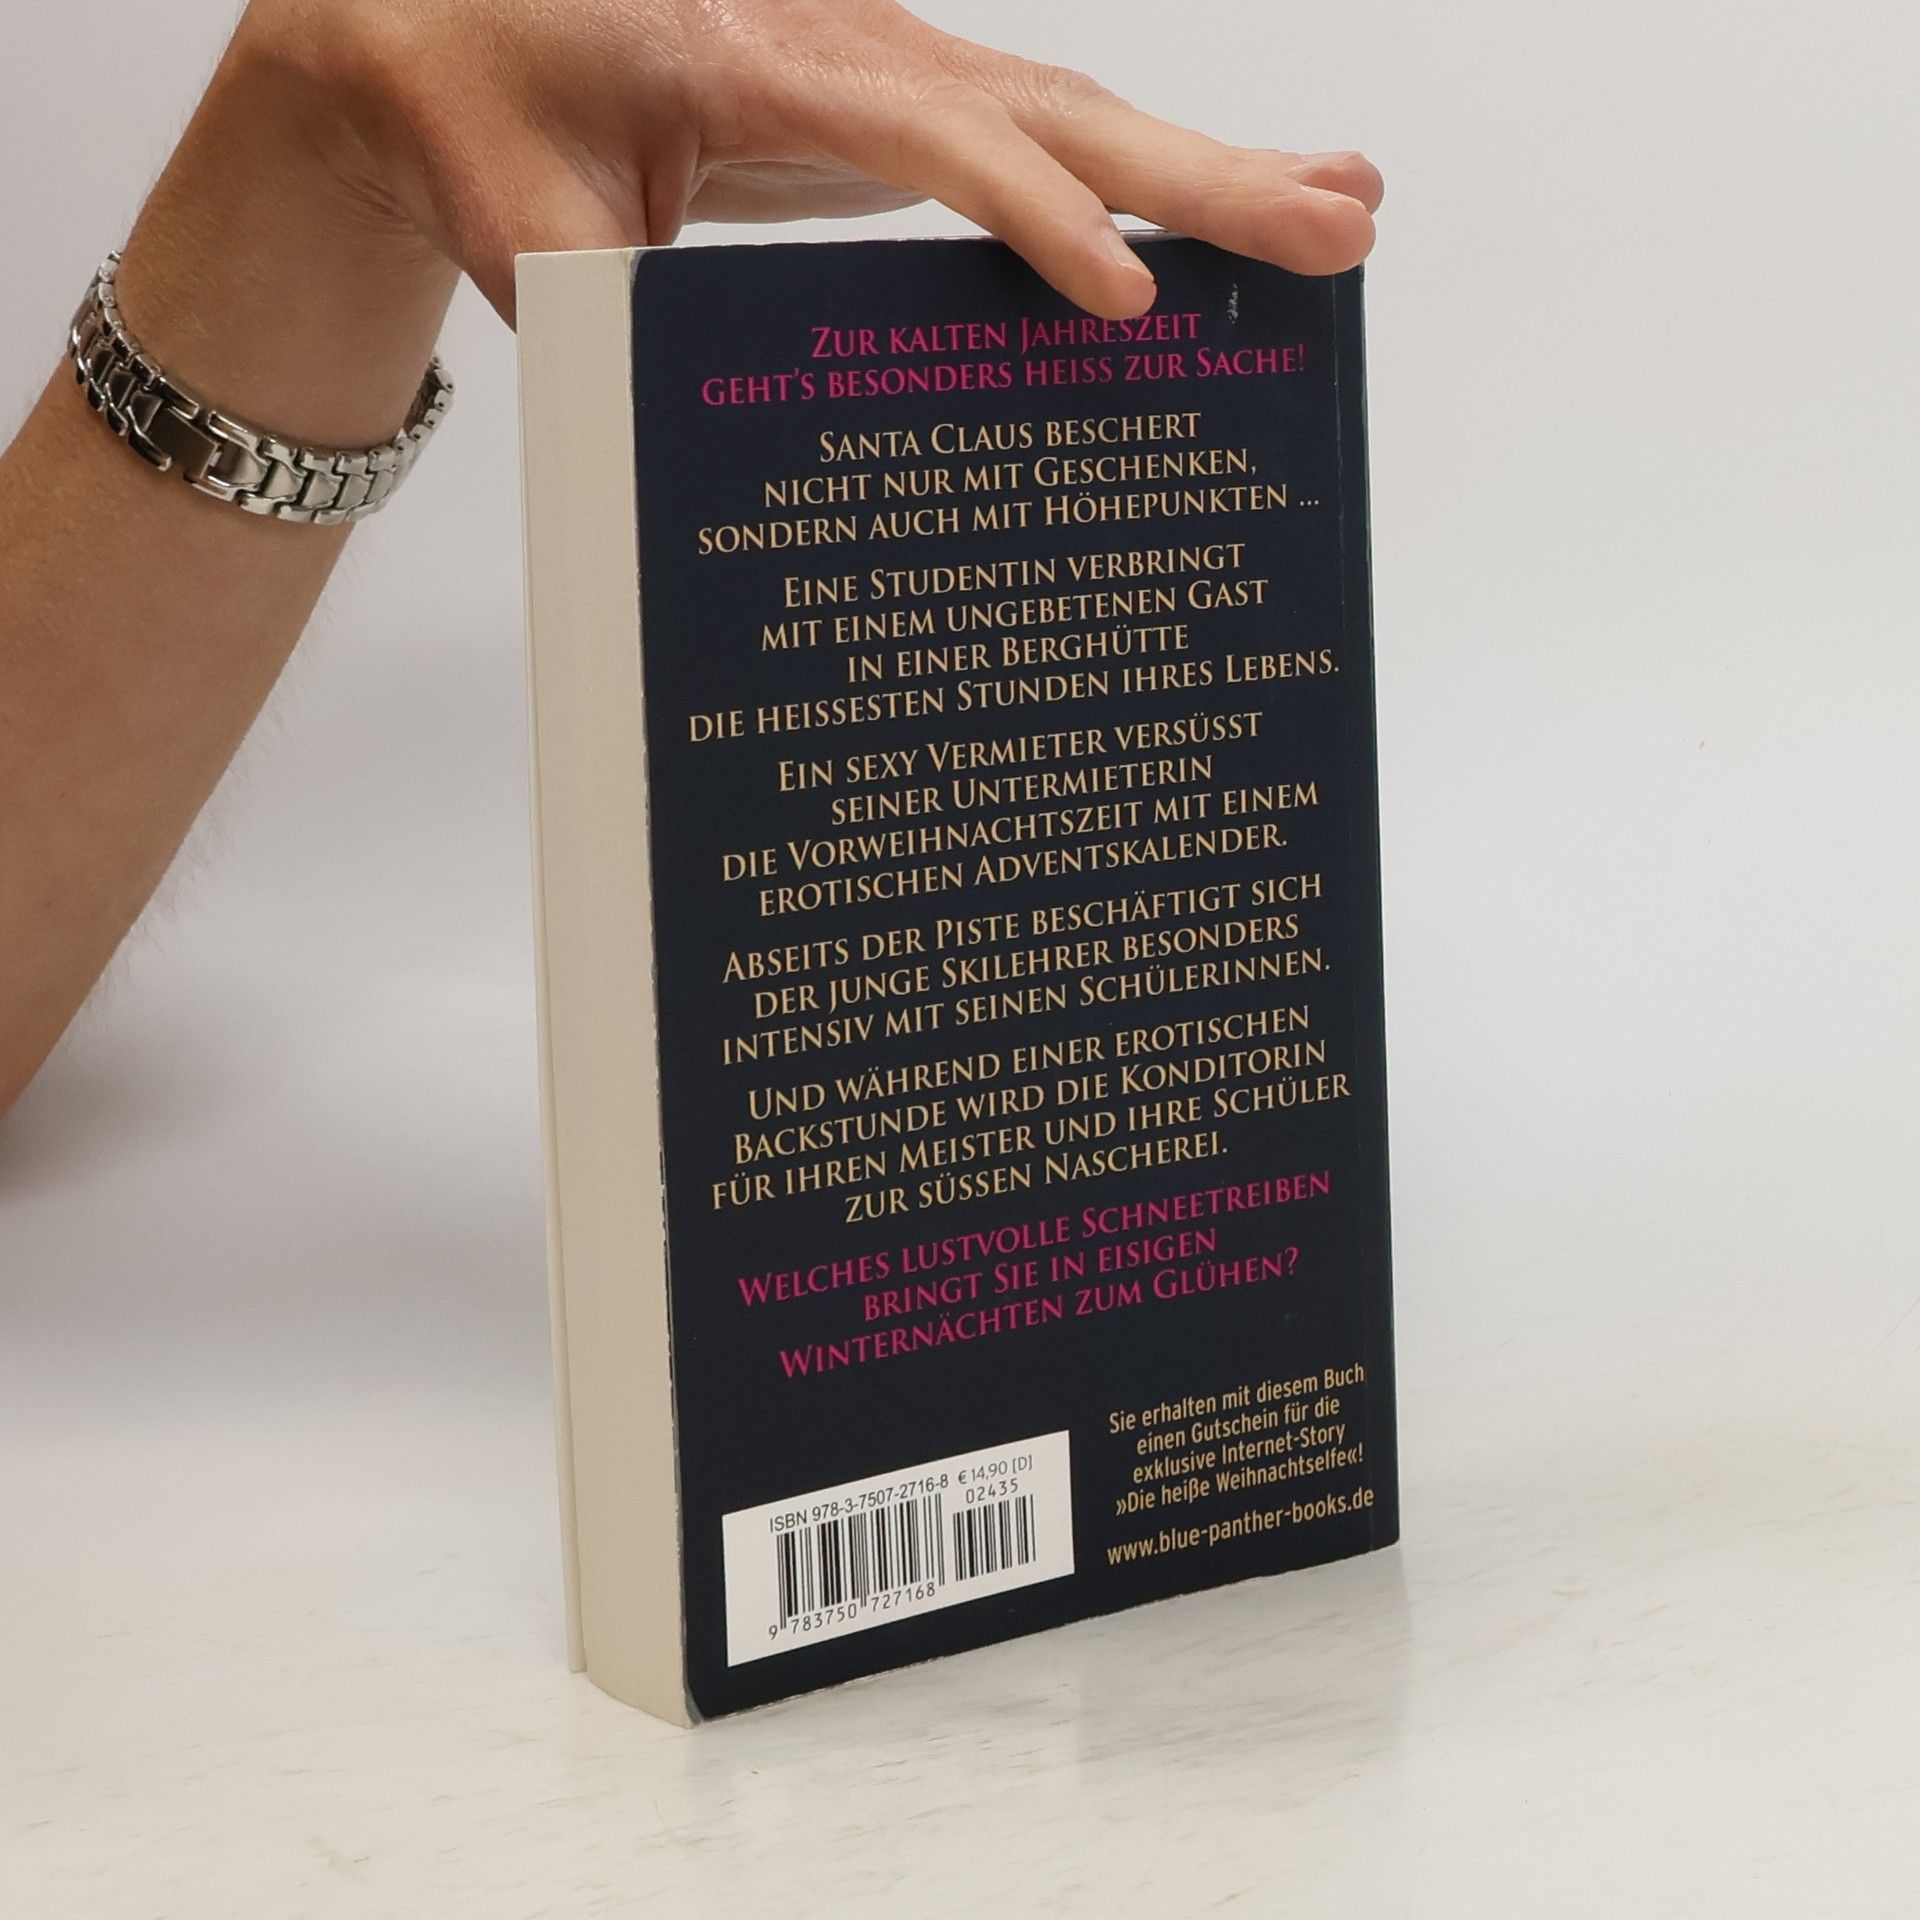 Zur kalten Jahreszeit
geht's besonders heiss zur Sache!
Santa Claus beschert
nicht nur mit Geschenken,
sondern auch mit Höhepunkten ...
Eine Studentin verbringt
mit einem ungebetenen Gast
in einer Berghütte
die heissesten Stunden ihres Lebens.
Ein sexy Vermieter versüsst
seiner Untermieterin
die Vorweihnachtszeit mit einem
erotischen Adventskalender.
Abseits der Piste beschäftigt sich
der junge Skilehrer besonders
intensiv mit seinen Schülerinnen.
Und während einer erotischen
Backstunde wird die Konditorin
für ihren Meister und ihre Schüler
zur süssen Nascherei.
Welches lustvolle Schneetreiben
bringt Sie in eisigen
Winternächten zum Glühen?
Sie erhalten mit diesem Buch
einen Gutschein für die
exklusive Internet-Story
»Die heiße Weihnachtselfe«!
www.blue-panther-books.de
ISBN 978-3-7507-2716-8 € 14,90 [D]
02435
9 783750 727168